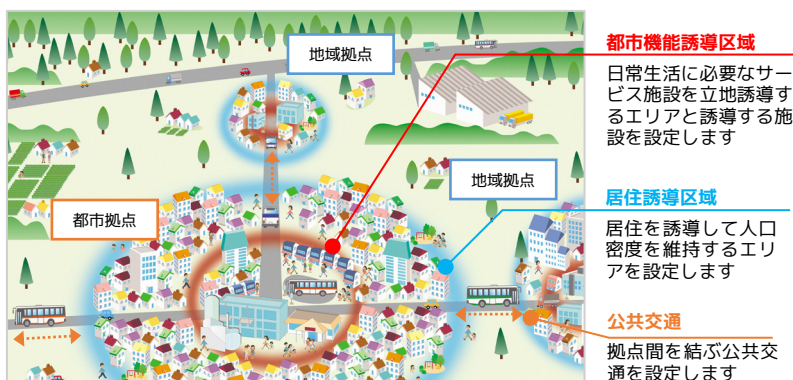 地域拠点
地域拠点
都市拠点
都市機能誘導区域
日常生活に必要なサー
ビス施設を立地誘導す
るエリアと誘導する施
設を設定します
居住誘導区域
居住を誘導して人口
密度を維持するエリ
アを設定します
公共交通
拠点間を結ぶ公共交
通を設定します